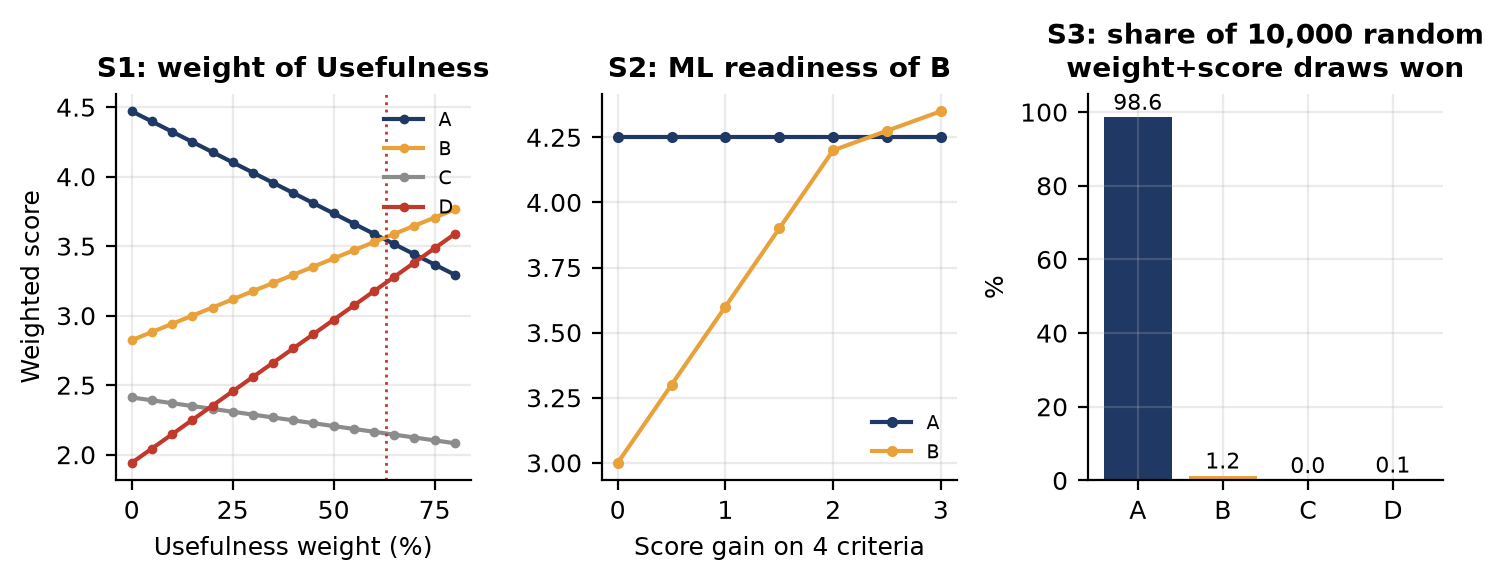 S1: weight of Usefulness
4.5
4.0
3.5
3.0
2.5
2.0
Weighted score
0
25
50
75
Usefulness weight (%)
A
B
C
D
S2: ML readiness of B
4.25
4.00
3.75
3.50
3.25
3.00
0
1
2
3
Score gain on 4 criteria
A
B
S3: share of 10,000 random
weight+score draws won
100
80
60
40
20
0
%
98.6
1.2
0.0
0.1
A
B
C
D